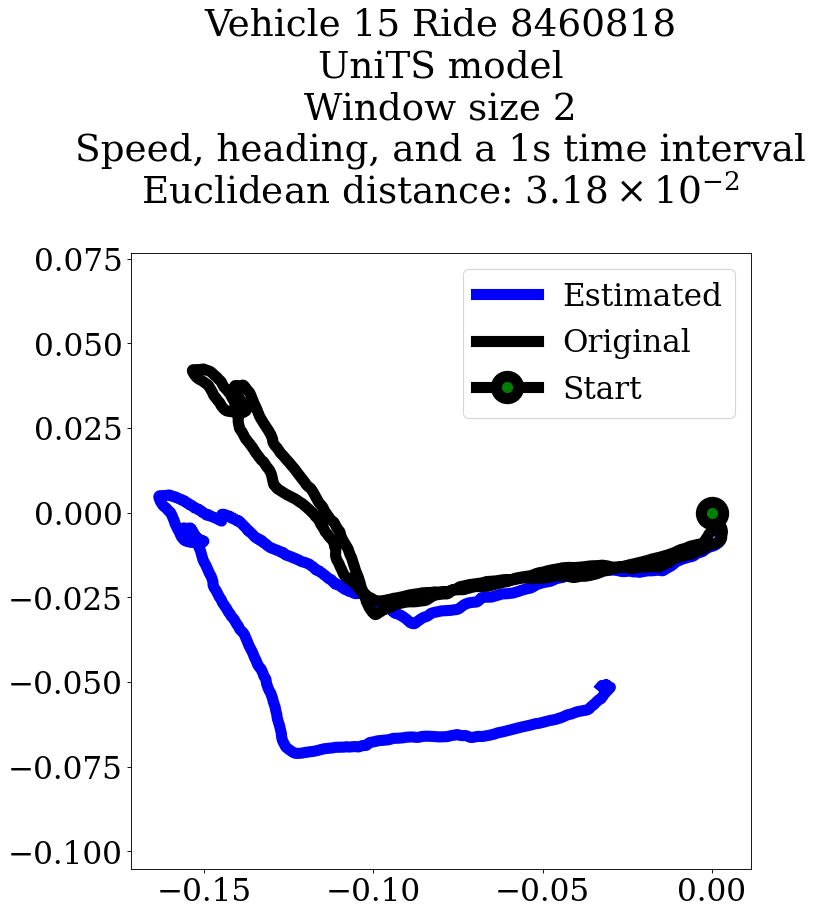 Vehicle 15 Ride 8460818
UniTS model
Window size 2
Speed, heading, and a 1s time interval
Euclidean distance: 3.18 × 10⁻²
0.075
0.050
0.025
0.000
−0.025
−0.050
−0.075
−0.100
Estimated
Original
Start
−0.15
−0.10
−0.05
0.00